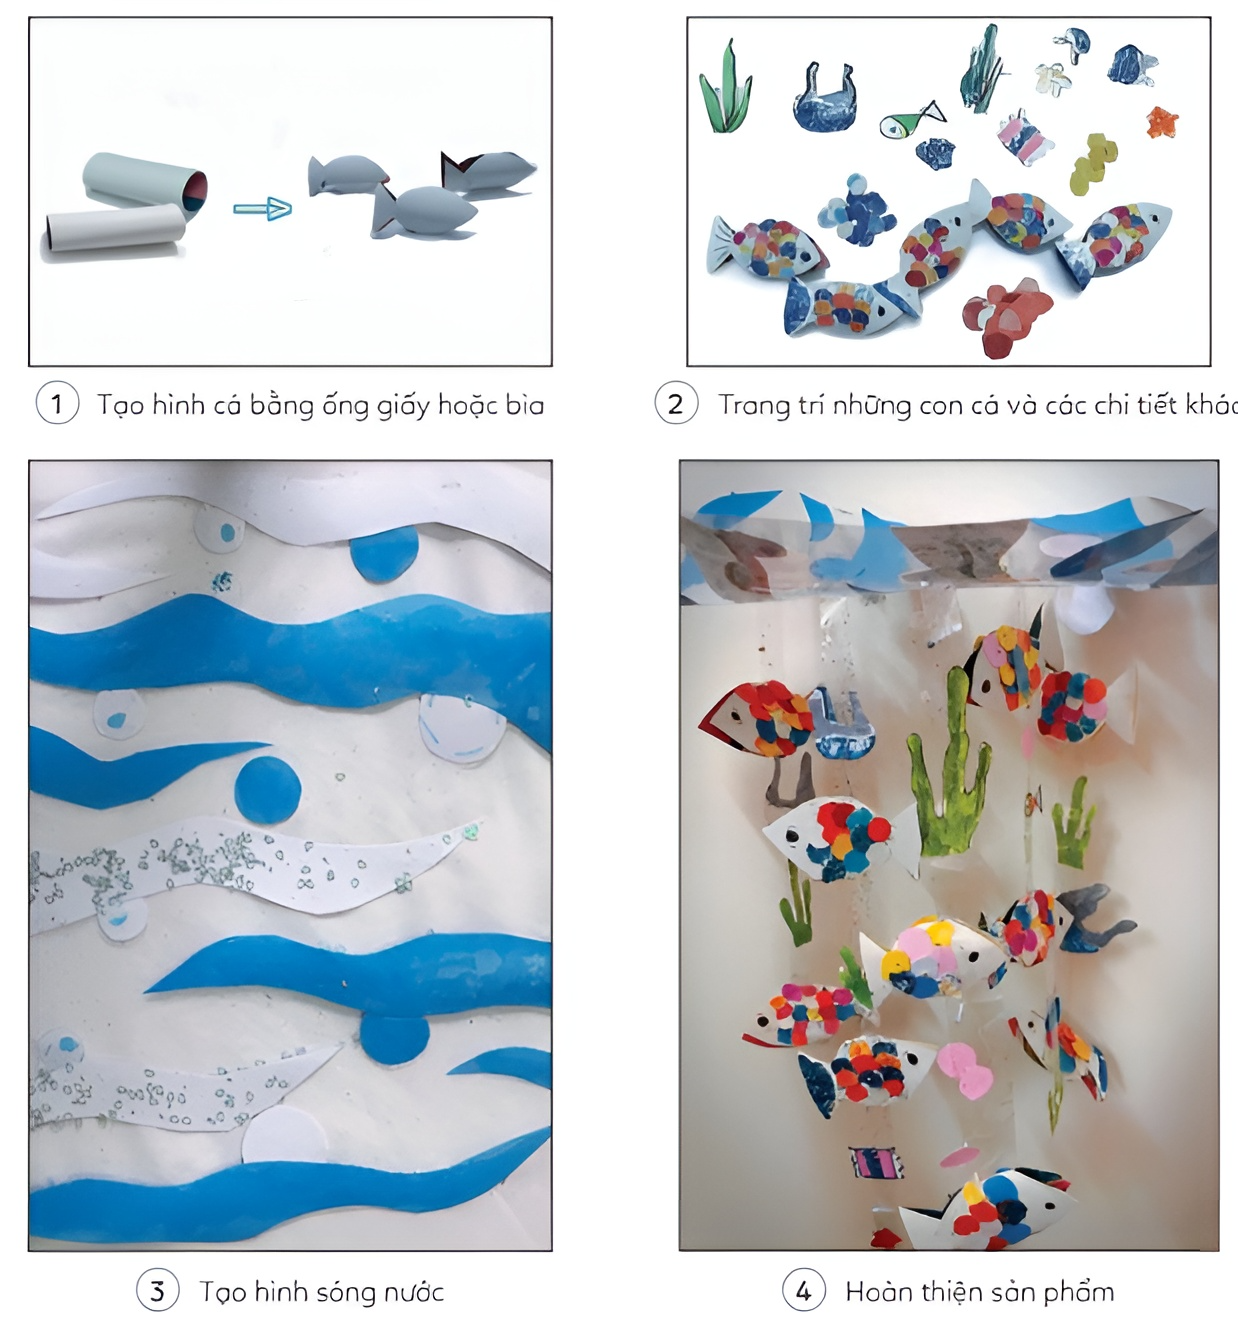 1 Tạo hình cá bằng ống giấy hoặc bìa
2 Trang trí những con cá và các chi tiết khác
3 Tạo hình sóng nước
4 Hoàn thiện sản phẩm